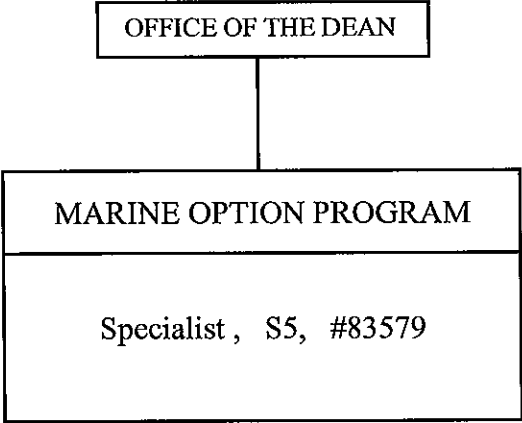 OFFICE OF THE DEAN
MARINE OPTION PROGRAM
Specialist , S5, #83579